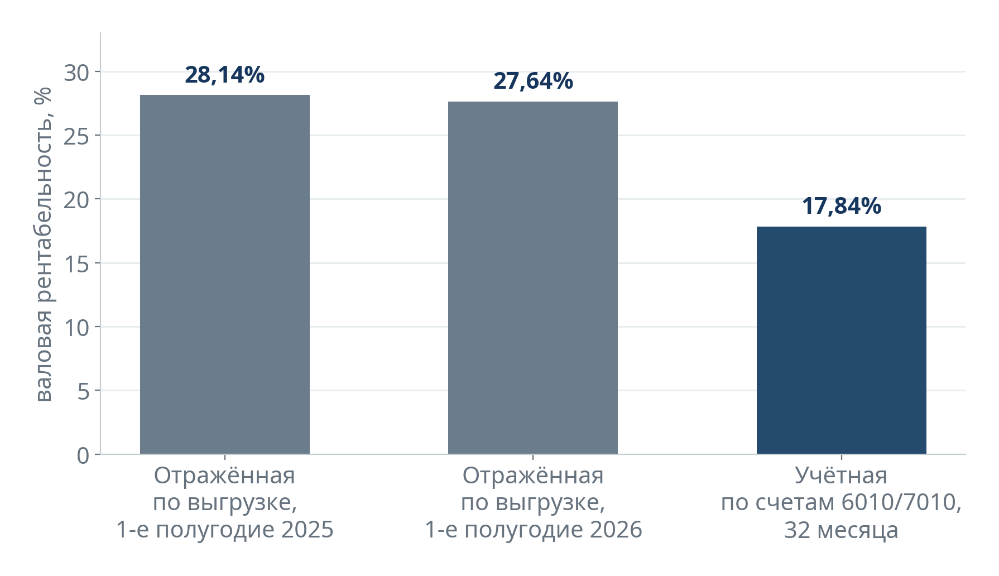 валовая рентабельность, %
30
25
20
15
10
5
0
28,14%
27,64%
17,84%
Отражённая
по выгрузке,
1-е полугодие 2025
Отражённая
по выгрузке,
1-е полугодие 2026
Учётная
по счетам 6010/7010,
32 месяца